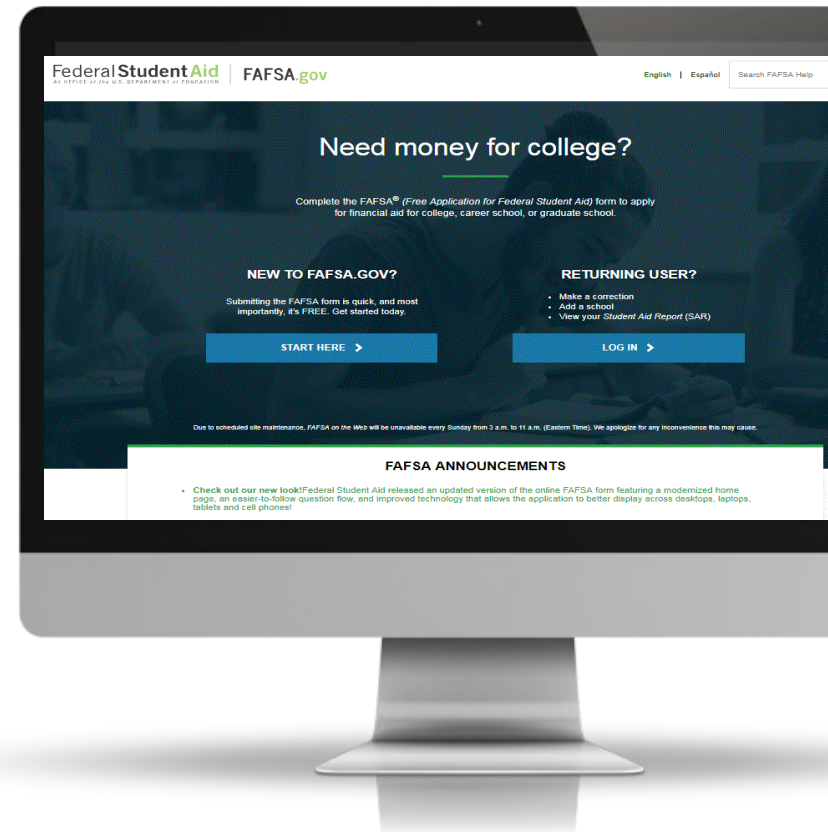 Federal Student Aid | FAFSA.gov
An OFFICE of the U.S. DEPARTMENT of EDUCATION
English | Español
Search FAFSA Help
Need money for college?
Complete the FAFSA® (Free Application for Federal Student Aid) form to apply
for financial aid for college, career school, or graduate school.
NEW TO FAFSA.GOV?
Submitting the FAFSA form is quick, and most
importantly, it's FREE. Get started today.
START HERE >
RETURNING USER?
• Make a correction
• Add a school
• View your Student Aid Report (SAR)
LOG IN >
Due to scheduled site maintenance, FAFSA on the Web will be unavailable every Sunday from 3 a.m. to 11 a.m. (Eastern Time). We apologize for any inconvenience this may cause.
FAFSA ANNOUNCEMENTS
• Check out our new look!Federal Student Aid released an updated version of the online FAFSA form featuring a modernized home
page, an easier-to-follow question flow, and improved technology that allows the application to better display across desktops, laptops,
tablets and cell phones!